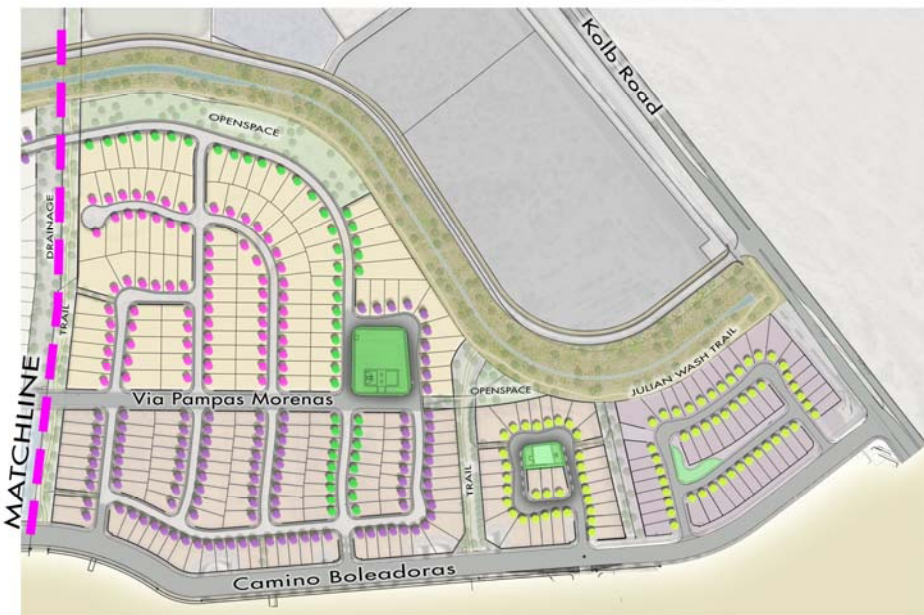 Kolb Road
OPENSPACE
DRAINAGE
TRAIL
MATCHLINE
Via Pampas Morenas
OPENSPACE
JULIAN WASH TRAIL
TRAIL
Camino Boleadoras